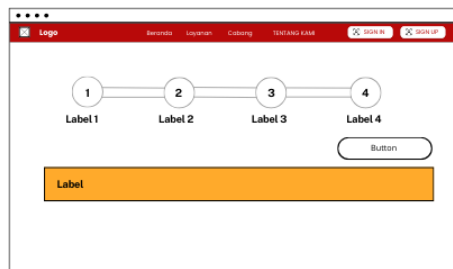 Logo Beranda Layanan Cabang TENTANG KAMI SIGN IN SIGN UP
1 2 3 4
Label 1 Label 2 Label 3 Label 4
Button
Label